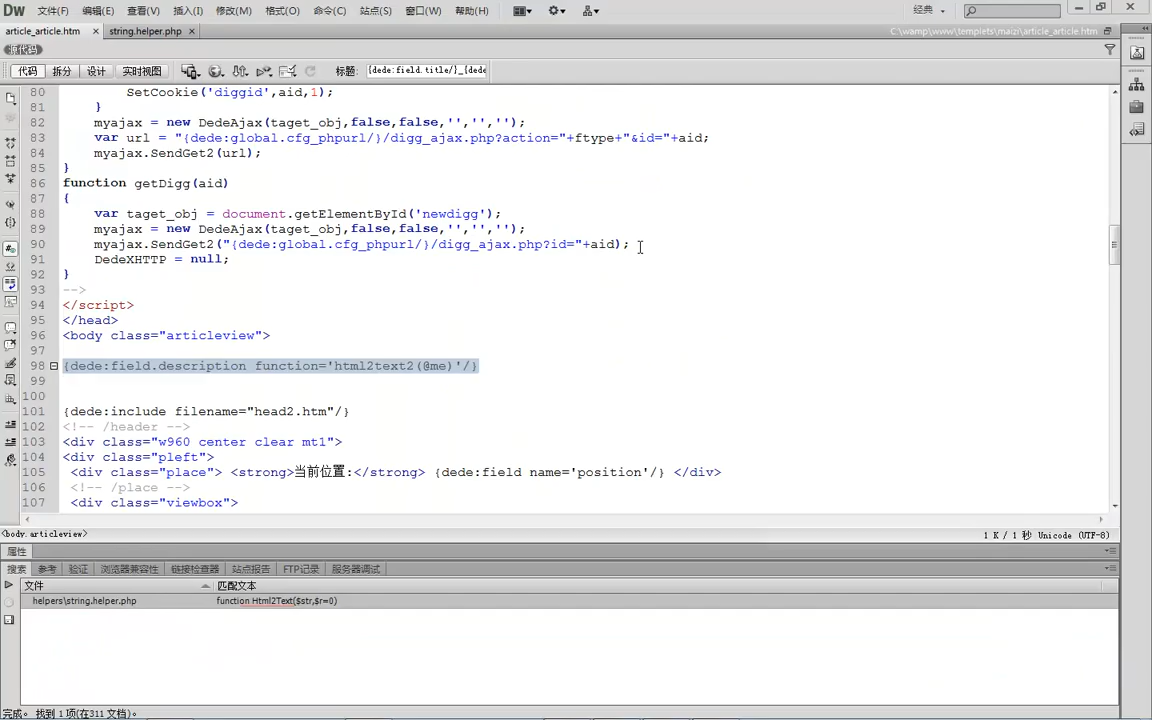 DW 文件(F) 编辑(E) 查看(V) 插入(I) 修改(M) 格式(O) 命令(C) 站点(S) 窗口(W) 帮助(H) 经典
article_article.htm × string.helper.php × C:\wamp\www\templets\maizi\article_article.htm
源代码
代码 拆分 设计 实时视图 标题: {dede:field.title/}_{dede
80 SetCookie('diggid',aid,1);
81 }
82 myajax = new DedeAjax(taget_obj,false,false,'','','');
83 var url = "{dede:global.cfg_phpurl/}/digg_ajax.php?action="+ftype+"&id="+aid;
84 myajax.SendGet2(url);
85 }
86 function getDigg(aid)
87 {
88 var taget_obj = document.getElementById('newdigg');
89 myajax = new DedeAjax(taget_obj,false,false,'','','');
90 myajax.SendGet2("{dede:global.cfg_phpurl/}/digg_ajax.php?id="+aid);
91 DedeXHTTP = null;
92 }
93 -->
94 </script>
95 </head>
96 <body class="articleview">
97
98 {dede:field.description function='html2text2(@me)'/}
99
100
101 {dede:include filename="head2.htm"/}
102 <!-- /header -->
103 <div class="w960 center clear mt1">
104 <div class="pleft">
105 <div class="place"> <strong>当前位置:</strong> {dede:field name='position'/} </div>
106 <!-- /place -->
107 <div class="viewbox">
<body.articleview> 1 K / 1 秒 Unicode (UTF-8)
属性
搜索 参考 验证 浏览器兼容性 链接检查器 站点报告 FTP记录 服务器调试
文件 匹配文本
helpers\string.helper.php function Html2Text($str,$r=0)
完成。 找到 1 项(在311 文档)。